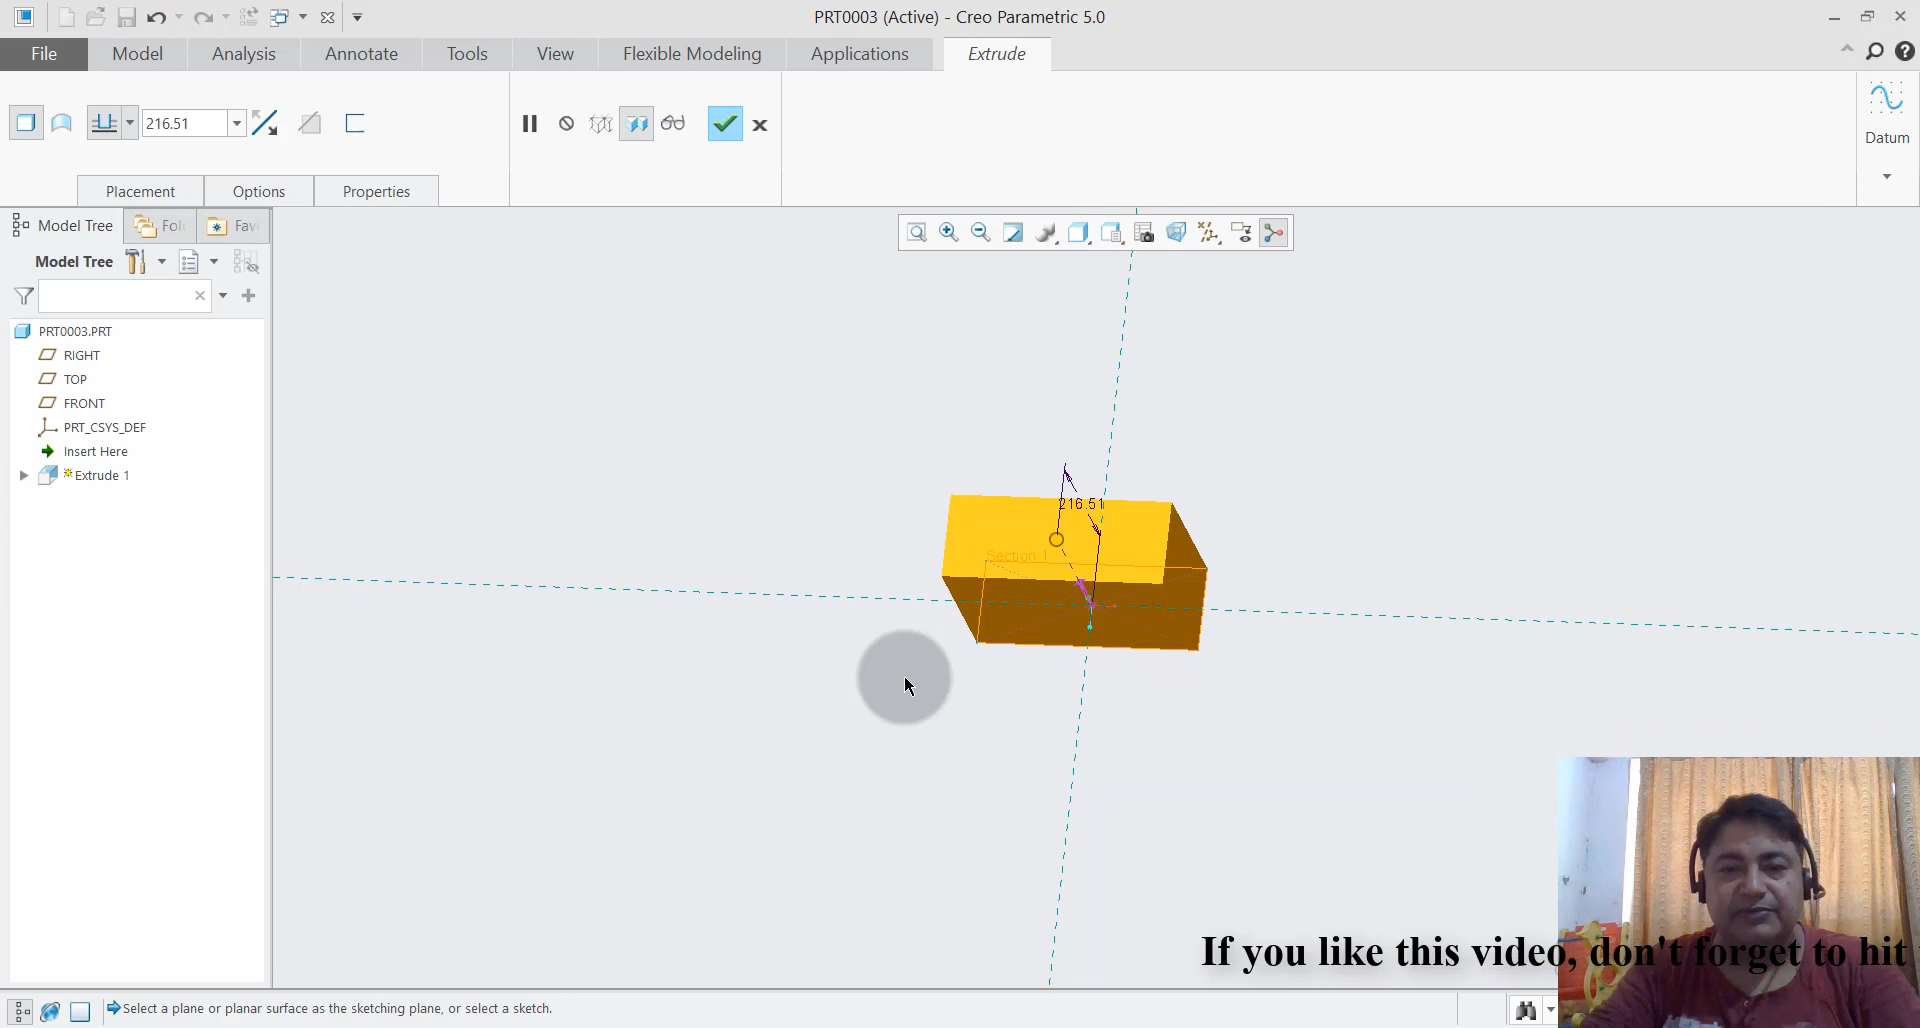 PRT0003 (Active) - Creo Parametric 5.0
File Model Analysis Annotate Tools View Flexible Modeling Applications Extrude
216.51
Datum
Placement Options Properties
Model Tree Fol Fav
Model Tree
PRT0003.PRT
RIGHT
TOP
FRONT
PRT_CSYS_DEF
Insert Here
Extrude 1
216.51
Section 1
If you like this video, don't forget to hit
Select a plane or planar surface as the sketching plane, or select a sketch.